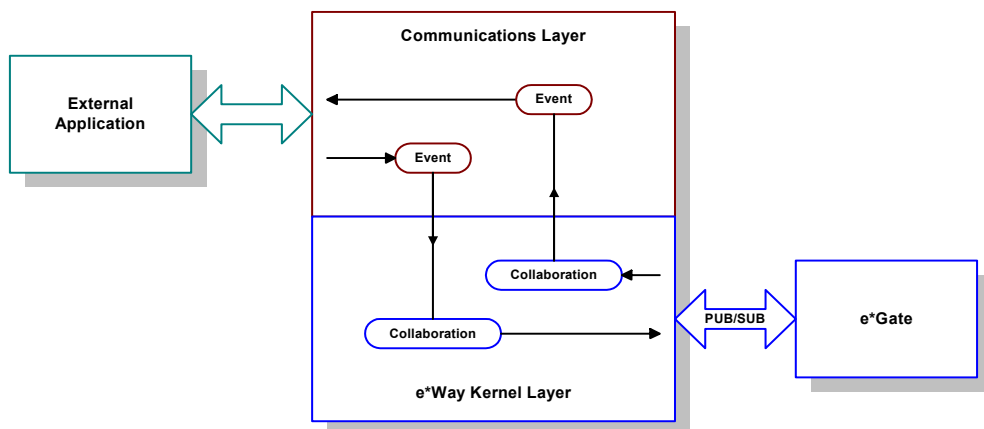 Communications Layer
External
Application
Event
Event
Collaboration
PUB/SUB
e*Gate
Collaboration
e*Way Kernel Layer